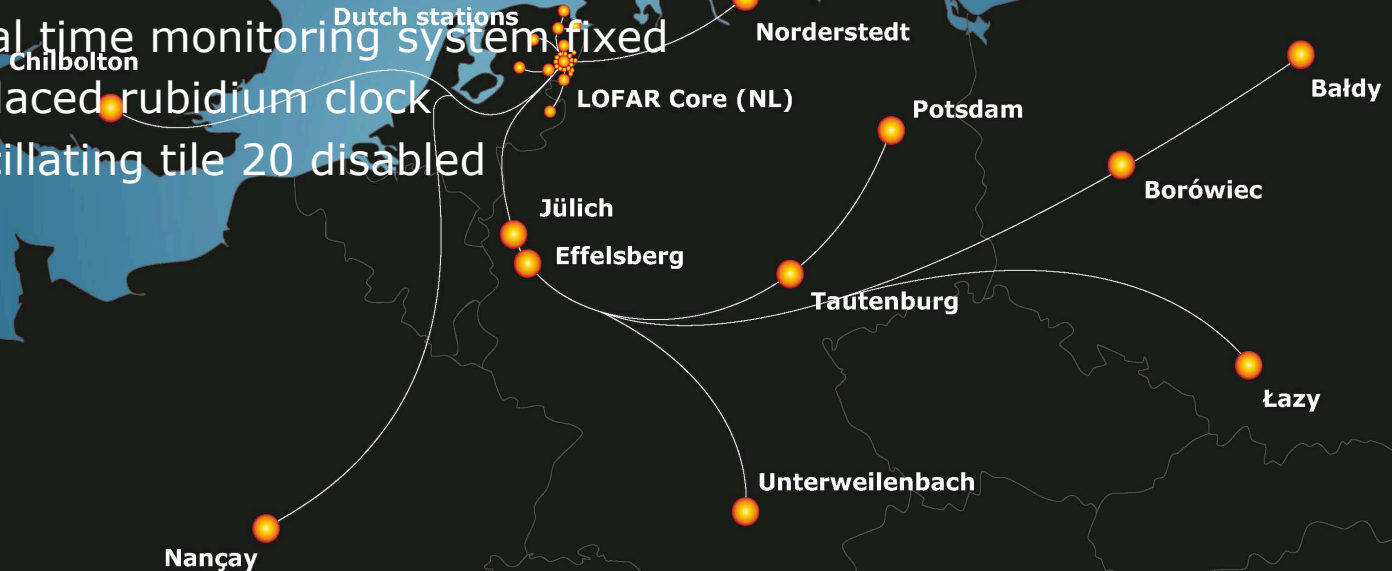 Dutch stations
al time monitoring system fixed
Norderstedt
Chilbolton
Bałdy
LOFAR Core (NL)
laced rubidium clock
Potsdam
illating tile 20 disabled
Borówiec
Jülich
Effelsberg
Tautenburg
Łazy
Unterweilenbach
Nançay